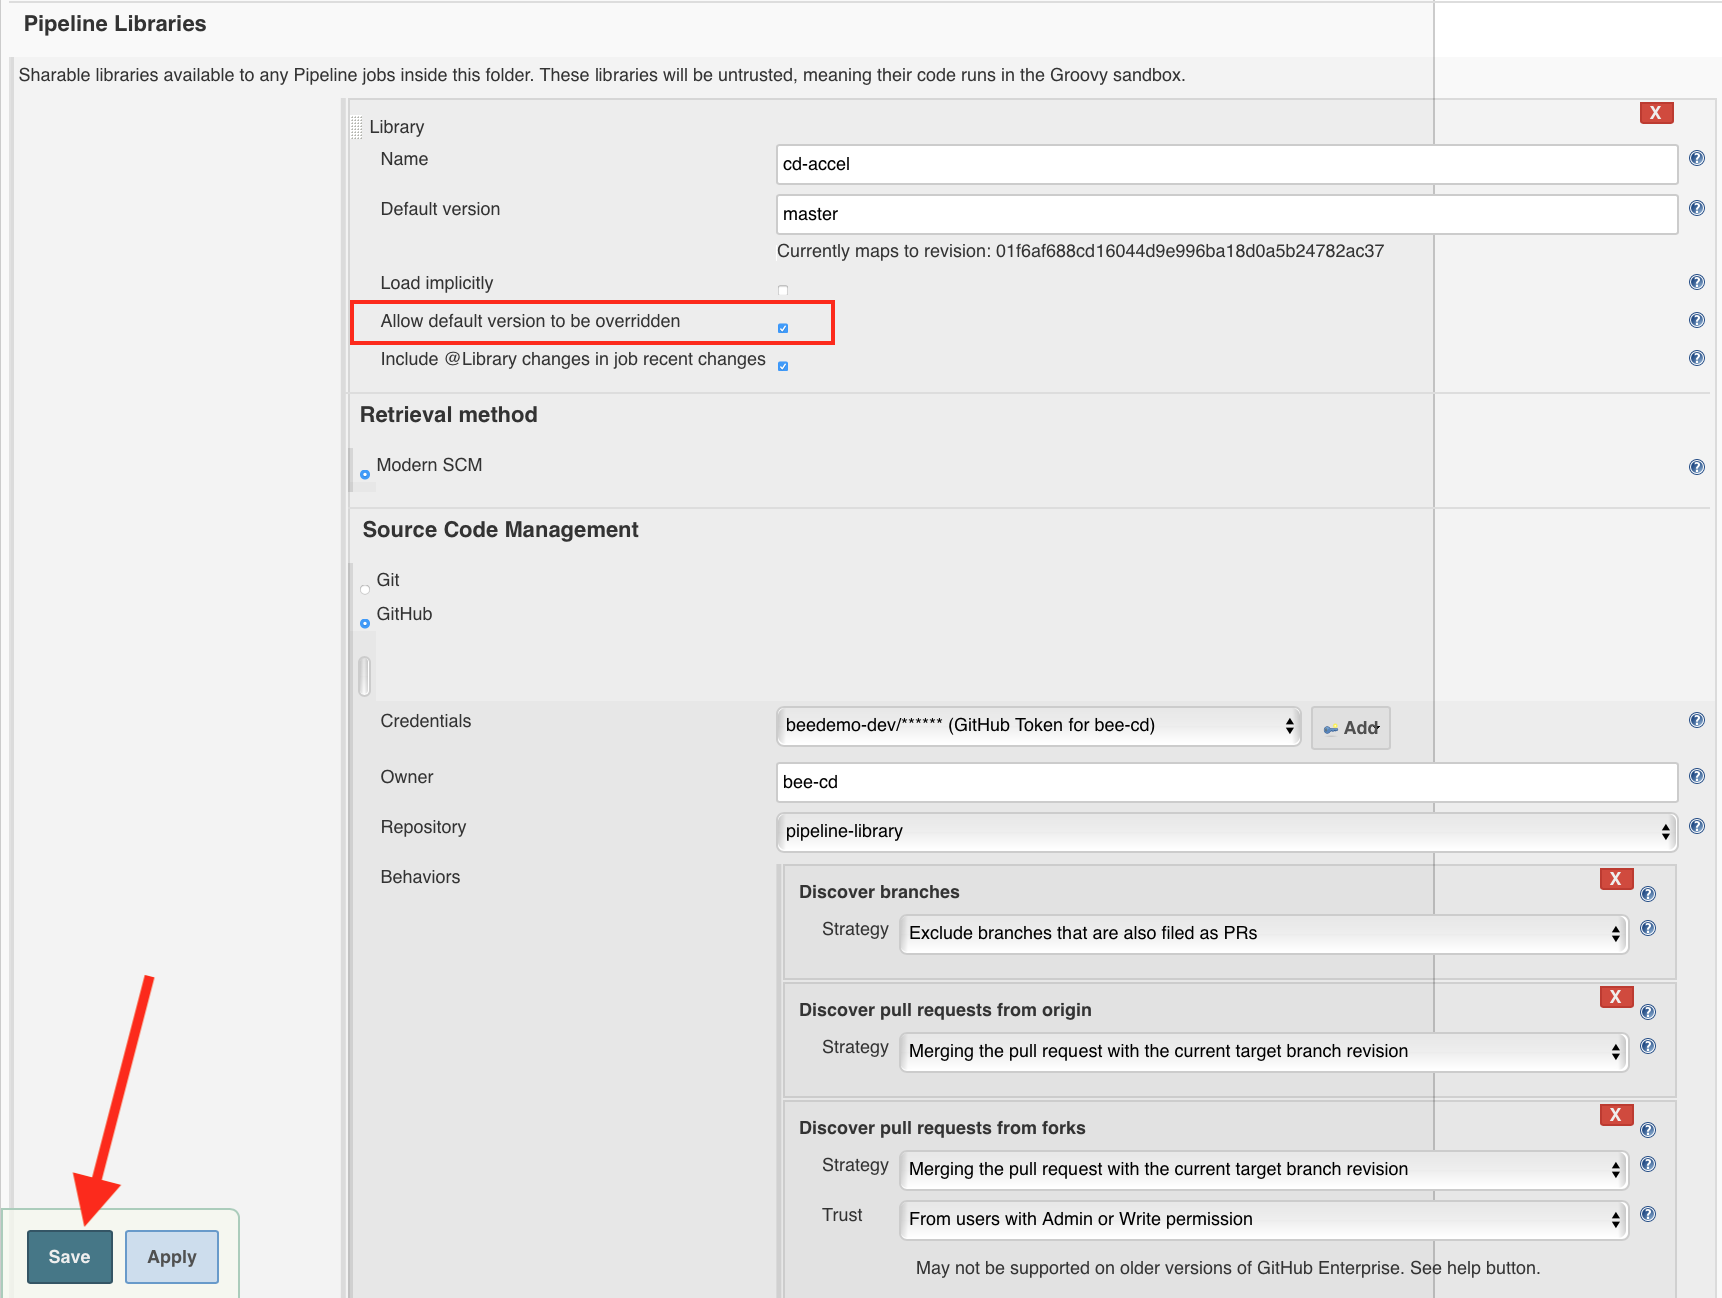 Pipeline Libraries
Sharable libraries available to any Pipeline jobs inside this folder. These libraries will be untrusted, meaning their code runs in the Groovy sandbox.
X
Library
Name
cd-accel
Default version
master
Currently maps to revision: 01f6af688cd16044d9e996ba18d0a5b24782ac37
Load implicitly
Allow default version to be overridden
Include @Library changes in job recent changes
Retrieval method
Modern SCM
Source Code Management
Git
GitHub
Credentials
beedemo-dev/****** (GitHub Token for bee-cd)
Add
Owner
bee-cd
Repository
pipeline-library
Behaviors
X
Discover branches
Strategy
Exclude branches that are also filed as PRs
X
Discover pull requests from origin
Strategy
Merging the pull request with the current target branch revision
X
Discover pull requests from forks
Strategy
Merging the pull request with the current target branch revision
Trust
From users with Admin or Write permission
May not be supported on older versions of GitHub Enterprise. See help button.
Save
Apply